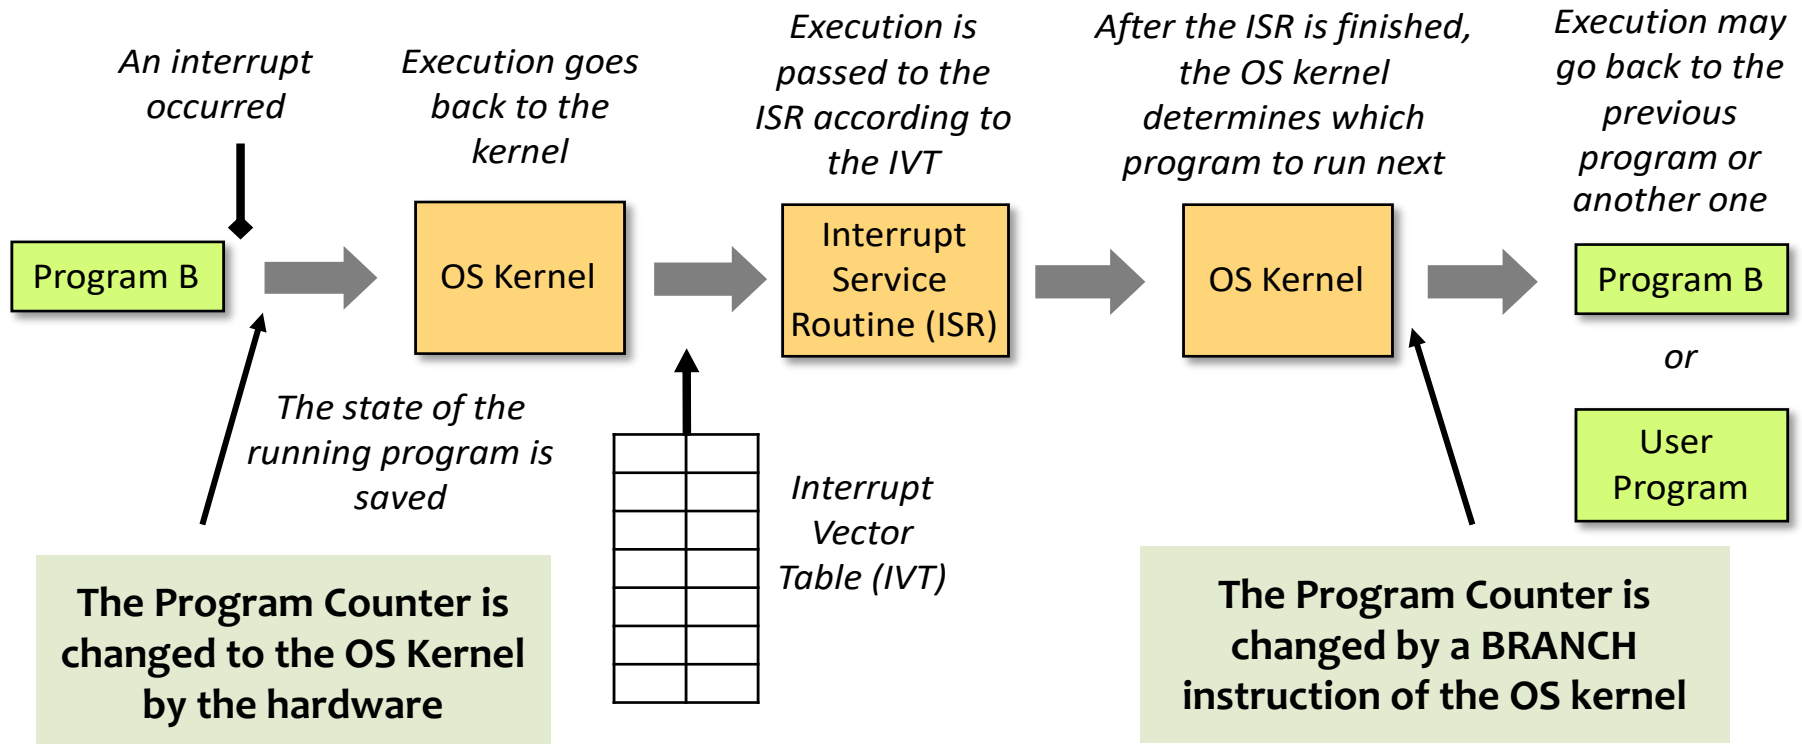 An interrupt
occurred
Execution goes
back to the
kernel
Execution is
passed to the
ISR according to
the IVT
After the ISR is finished,
the OS kernel
determines which
program to run next
Execution may
go back to the
previous
program or
another one
Program B
OS Kernel
Interrupt
Service
Routine (ISR)
OS Kernel
Program B
or
User
Program
The state of the
running program is
saved
Interrupt
Vector
Table (IVT)
The Program Counter is
changed to the OS Kernel
by the hardware
The Program Counter is
changed by a BRANCH
instruction of the OS kernel